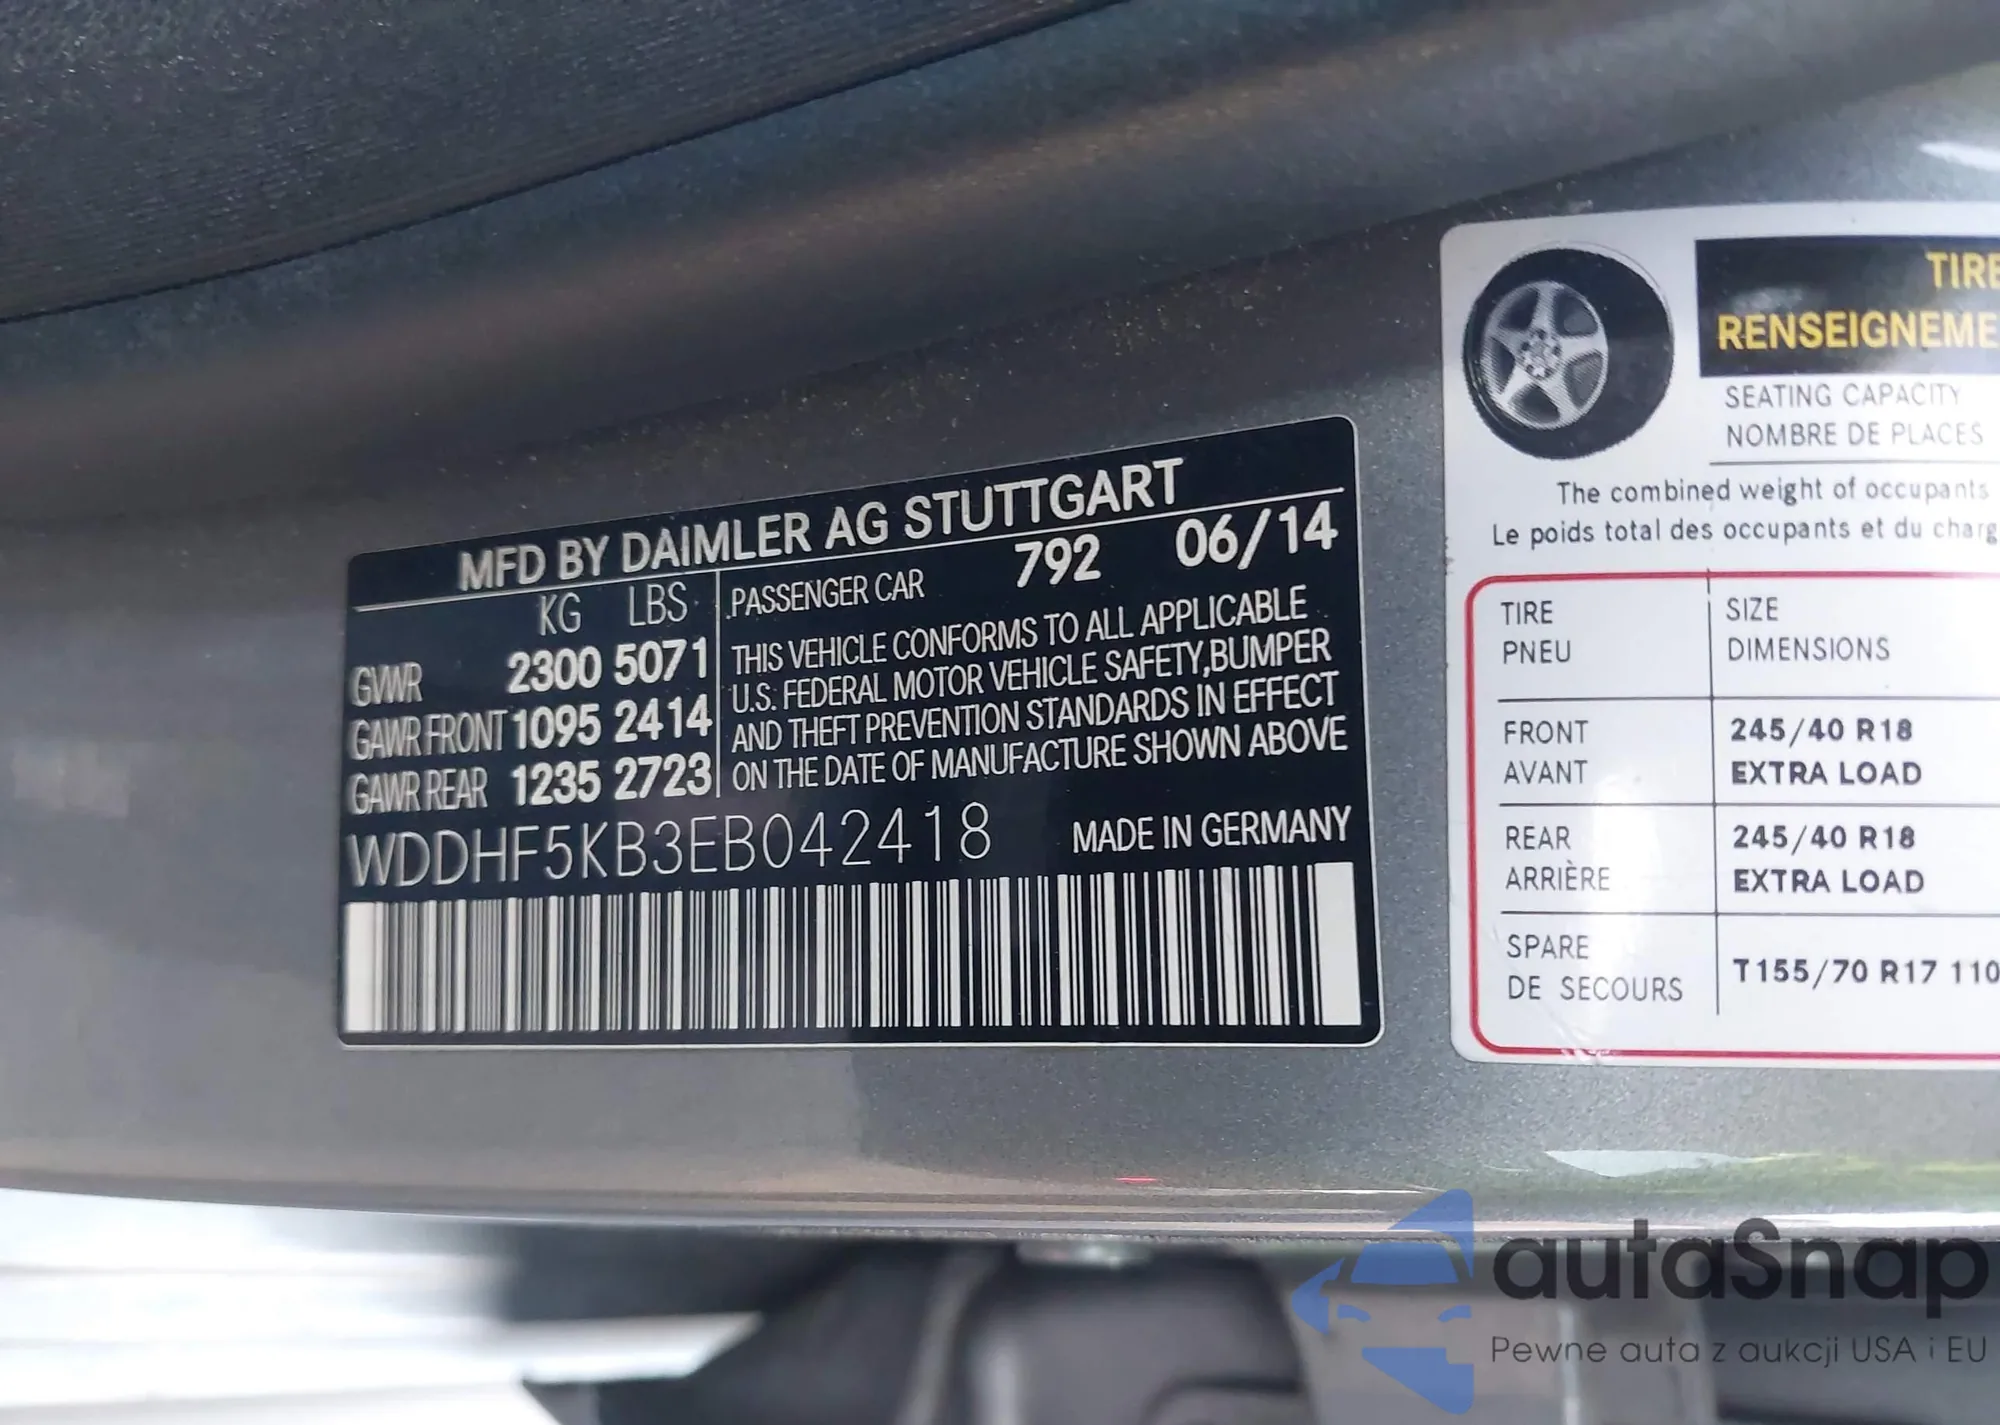 MFD BY DAIMLER AG STUTTGART
KG LBS
GVWR 2300 5071
GAWR FRONT 1095 2414
GAWR REAR 1235 2723
PASSENGER CAR 792 06/14
THIS VEHICLE CONFORMS TO ALL APPLICABLE
U.S. FEDERAL MOTOR VEHICLE SAFETY,BUMPER
AND THEFT PREVENTION STANDARDS IN EFFECT
ON THE DATE OF MANUFACTURE SHOWN ABOVE
WDDHF5KB3EB042418 MADE IN GERMANY
TIRE
RENSEIGNEME
SEATING CAPACITY
NOMBRE DE PLACES
The combined weight of occupants
Le poids total des occupants et du charg
TIRE SIZE
PNEU DIMENSIONS
FRONT 245/40 R18
AVANT EXTRA LOAD
REAR 245/40 R18
ARRIÈRE EXTRA LOAD
SPARE
DE SECOURS
T155/70 R17 110
autaSnap
Pewne auta z aukcji USA i EU